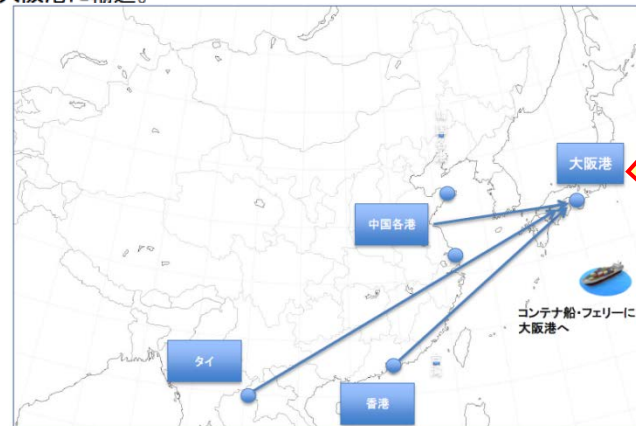 大阪港に輸送。
大阪港
中国各港
コンテナ船・フェリーに
大阪港へ
タイ
香港